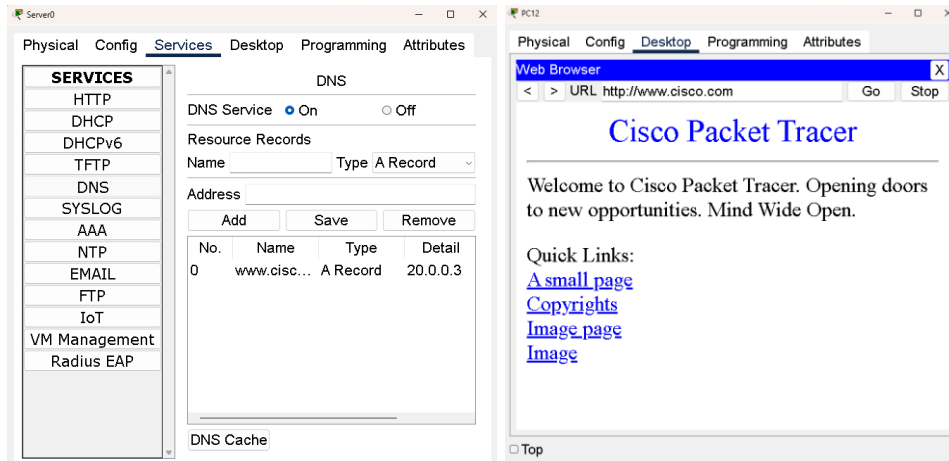 Server0
Physical Config Services Desktop Programming Attributes
SERVICES
HTTP
DHCP
DHCPv6
TFTP
DNS
SYSLOG
AAA
NTP
EMAIL
FTP
IoT
VM Management
Radius EAP
DNS
DNS Service On Off
Resource Records
Name Type A Record
Address
Add Save Remove
No. Name Type Detail
0 www.cisc... A Record 20.0.0.3
DNS Cache
PC12
Physical Config Desktop Programming Attributes
Web Browser X
< > URL http://www.cisco.com Go Stop
Cisco Packet Tracer
Welcome to Cisco Packet Tracer. Opening doors
to new opportunities. Mind Wide Open.
Quick Links:
A small page
Copyrights
Image page
Image
Top